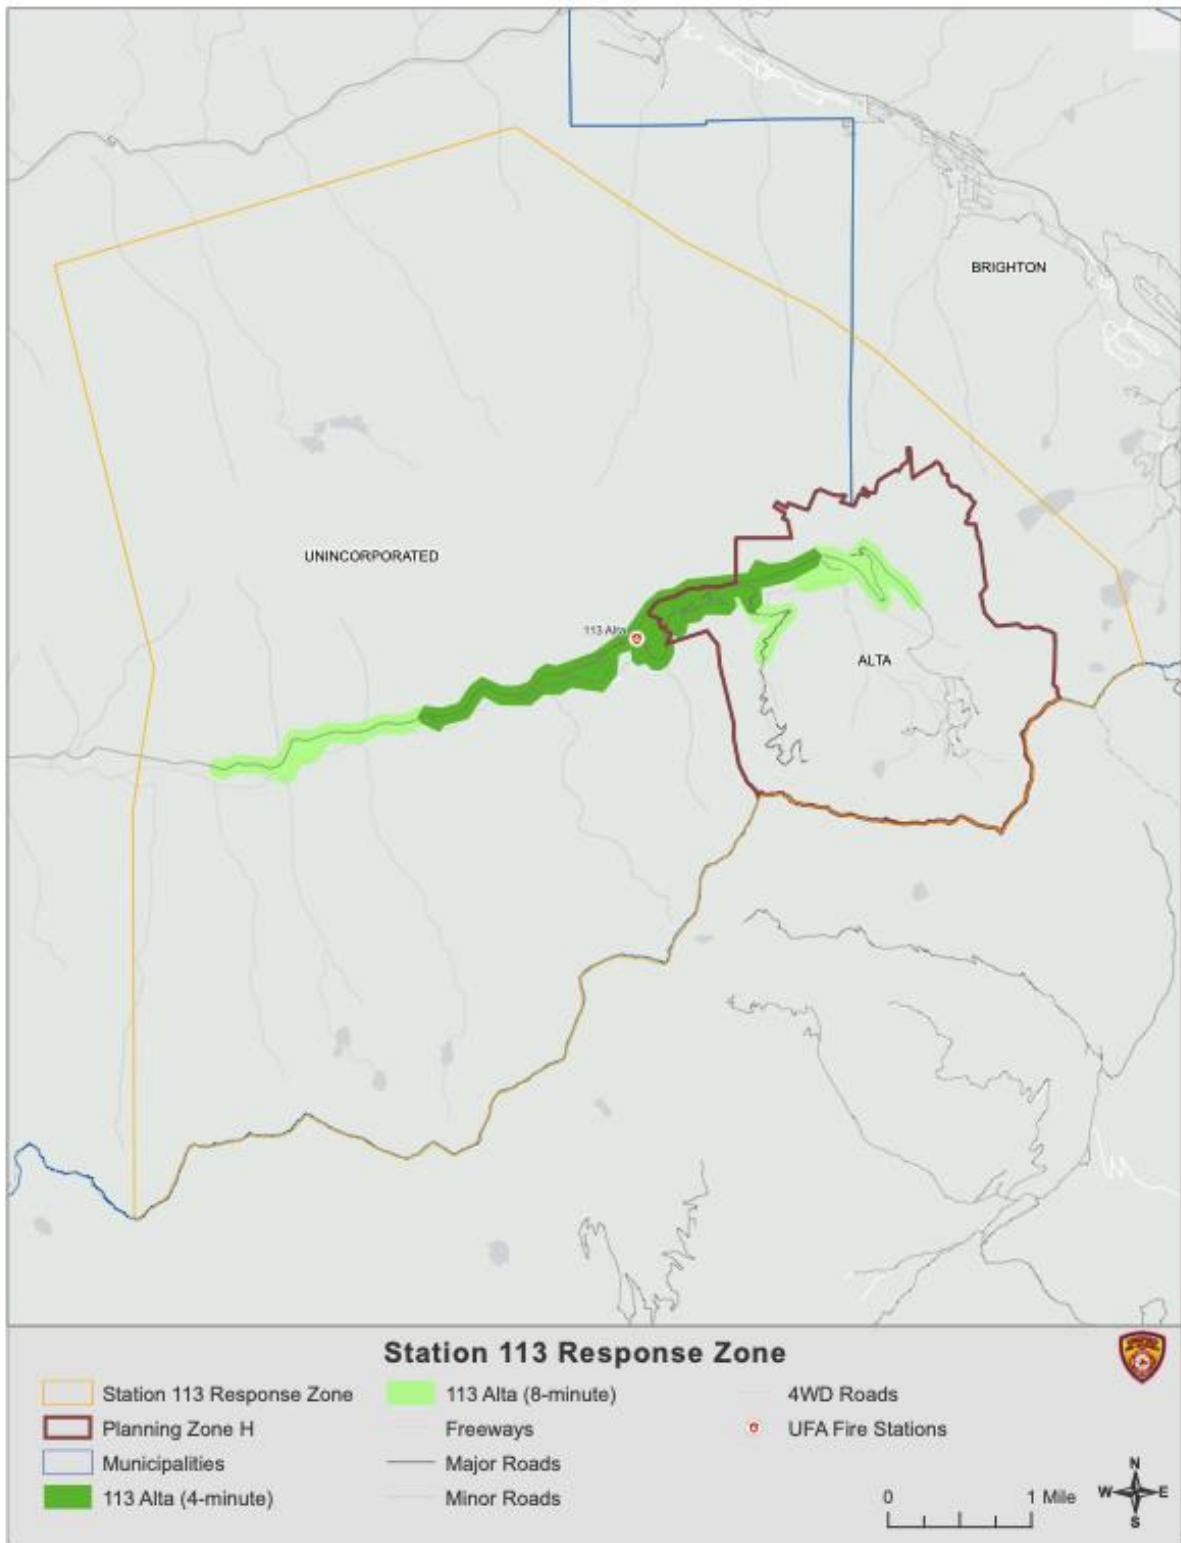 BRIGHTON
UNINCORPORATED
113 Alta
ALTA
Station 113 Response Zone
Station 113 Response Zone
Planning Zone H
Municipalities
113 Alta (4-minute)
113 Alta (8-minute)
Freeways
Major Roads
Minor Roads
4WD Roads
UFA Fire Stations
0 1 Mile
N
W E
S